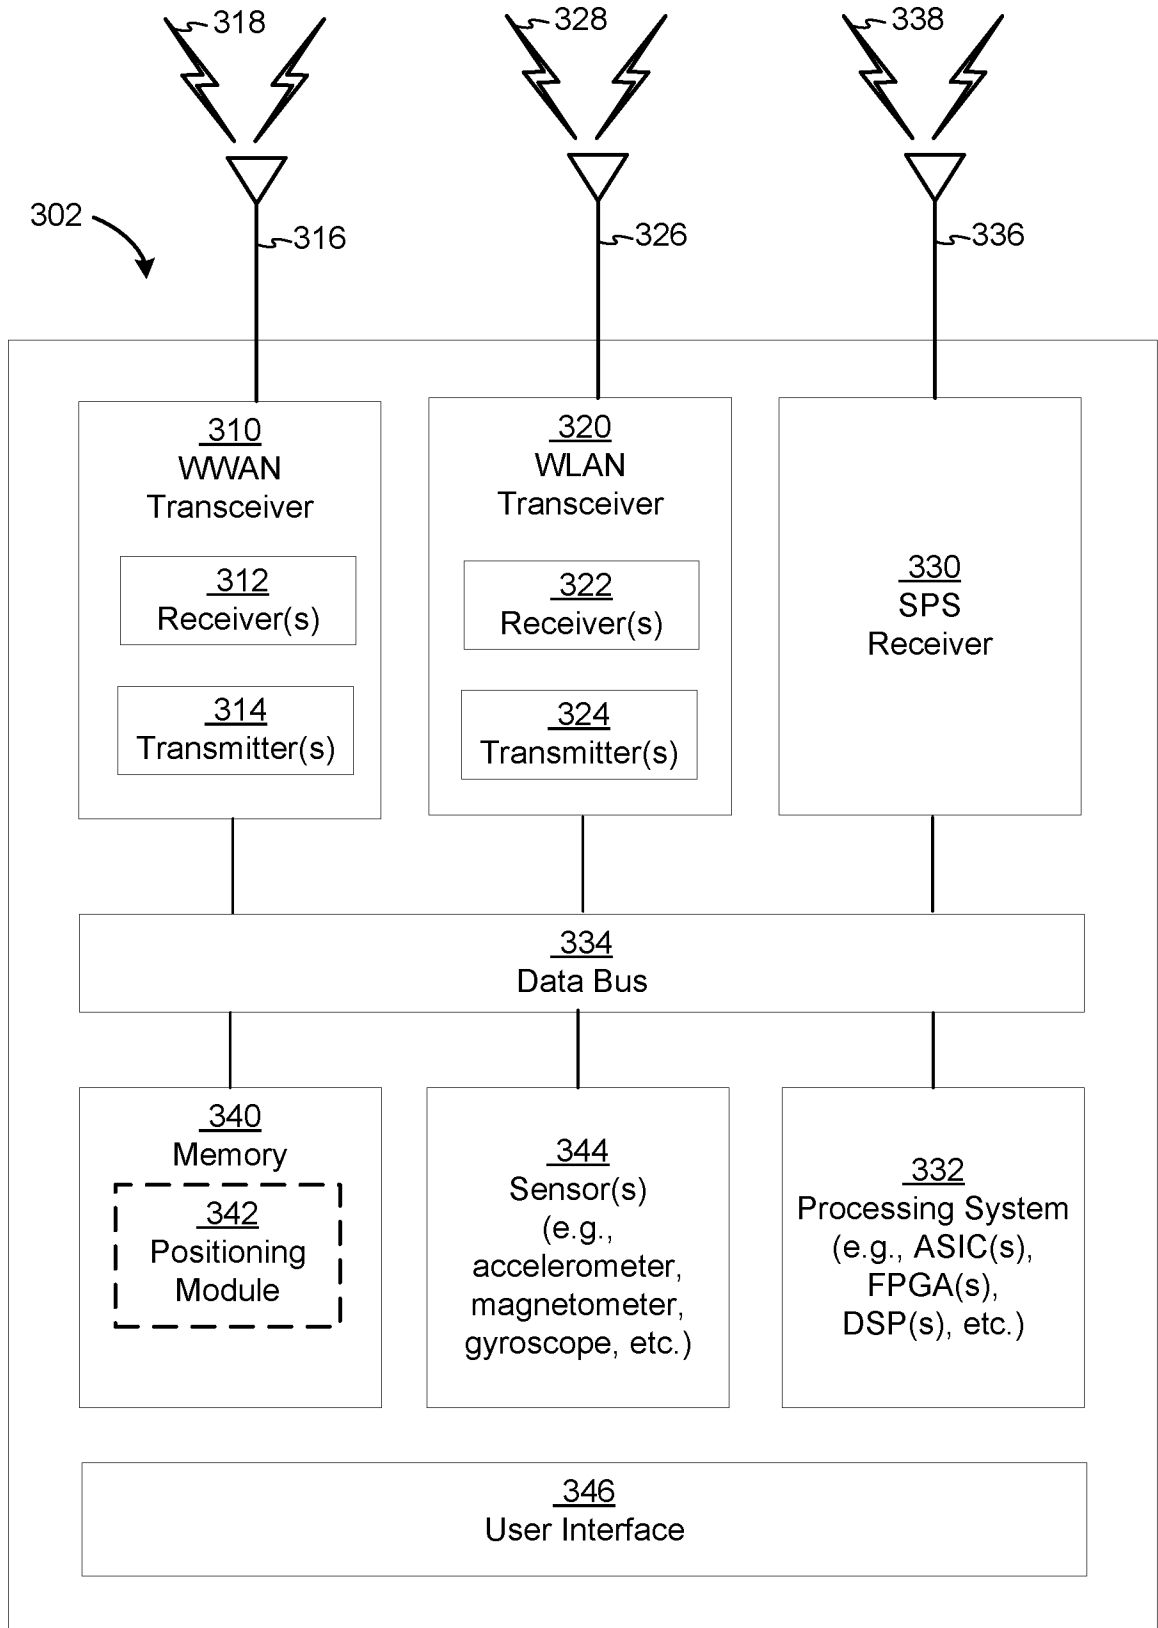 318
328
338
302
316
326
336
310
WWAN
Transceiver
312
Receiver(s)
314
Transmitter(s)
320
WLAN
Transceiver
322
Receiver(s)
324
Transmitter(s)
330
SPS
Receiver
334
Data Bus
340
Memory
342
Positioning
Module
344
Sensor(s)
(e.g.,
accelerometer,
magnetometer,
gyroscope, etc.)
332
Processing System
(e.g., ASIC(s),
FPGA(s),
DSP(s), etc.)
346
User Interface